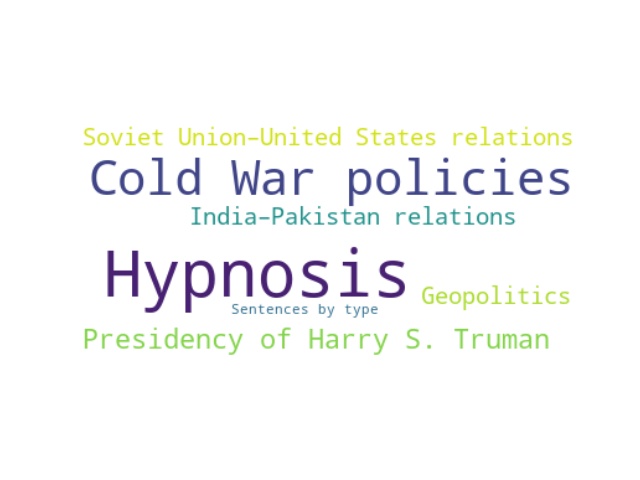 Soviet Union–United States relations
Cold War policies
India–Pakistan relations
Hypnosis
Geopolitics
Sentences by type
Presidency of Harry S. Truman